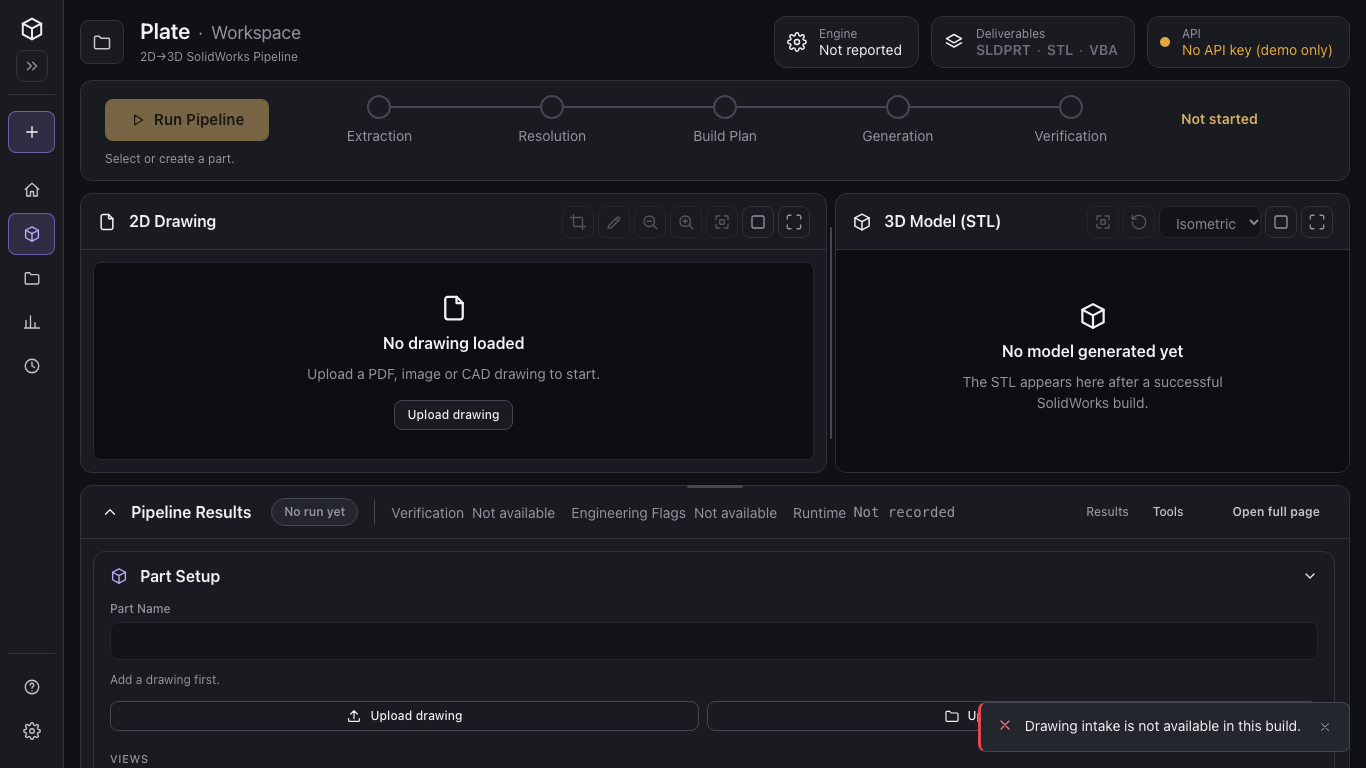 Plate · Workspace
2D→3D SolidWorks Pipeline
Engine
Not reported
Deliverables
SLDPRT · STL · VBA
API
No API key (demo only)
Run Pipeline
Select or create a part.
Extraction
Resolution
Build Plan
Generation
Verification
Not started
2D Drawing
No drawing loaded
Upload a PDF, image or CAD drawing to start.
Upload drawing
3D Model (STL)
Isometric
No model generated yet
The STL appears here after a successful
SolidWorks build.
Pipeline Results
No run yet
Verification Not available
Engineering Flags Not available
Runtime Not recorded
Results
Tools
Open full page
Part Setup
Part Name
Add a drawing first.
Upload drawing
Drawing intake is not available in this build.
VIEWS